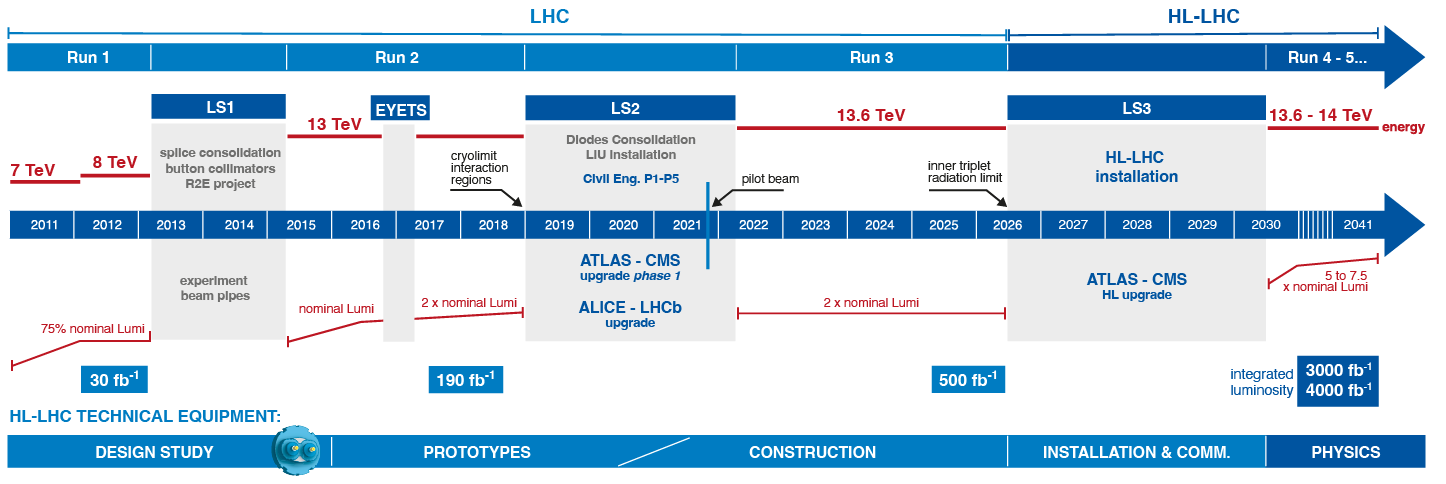 LHC
HL-LHC
Run 1
Run 2
Run 3
Run 4 - 5...
LS1
EYETS
LS2
LS3
13 TeV
13.6 TeV
13.6 - 14 TeV
energy
7 TeV
8 TeV
splice consolidation
button collimators
R2E project
cryolimit
interaction
regions
Diodes Consolidation
LIU Installation
Civil Eng. P1-P5
pilot beam
inner triplet
radiation limit
HL-LHC
installation
2011
2012
2013
2014
2015
2016
2017
2018
2019
2020
2021
2022
2023
2024
2025
2026
2027
2028
2029
2030
2041
experiment
beam pipes
ATLAS - CMS
upgrade phase 1
ALICE - LHCb
upgrade
ATLAS - CMS
HL upgrade
5 to 7.5
x nominal Lumi
75% nominal Lumi
nominal Lumi
2 x nominal Lumi
2 x nominal Lumi
30 fb-1
190 fb-1
500 fb-1
integrated
luminosity
3000 fb-1
4000 fb-1
HL-LHC TECHNICAL EQUIPMENT:
DESIGN STUDY
PROTOTYPES
CONSTRUCTION
INSTALLATION & COMM.
PHYSICS